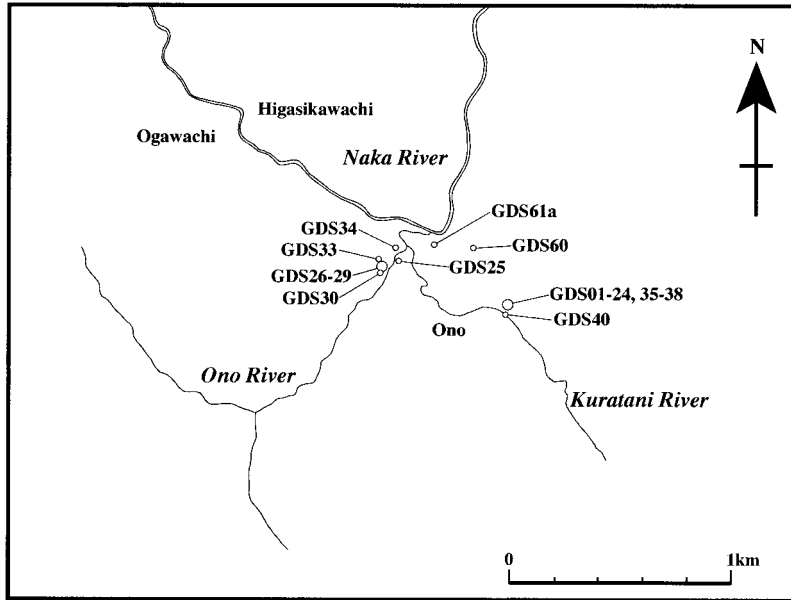 N
Higasikawachi
Ogawachi
Naka River
GDS61a
GDS34
GDS60
GDS33
GDS25
GDS26-29
GDS30
GDS01-24, 35-38
GDS40
Ono
Ono River
Kuratani River
0 1km